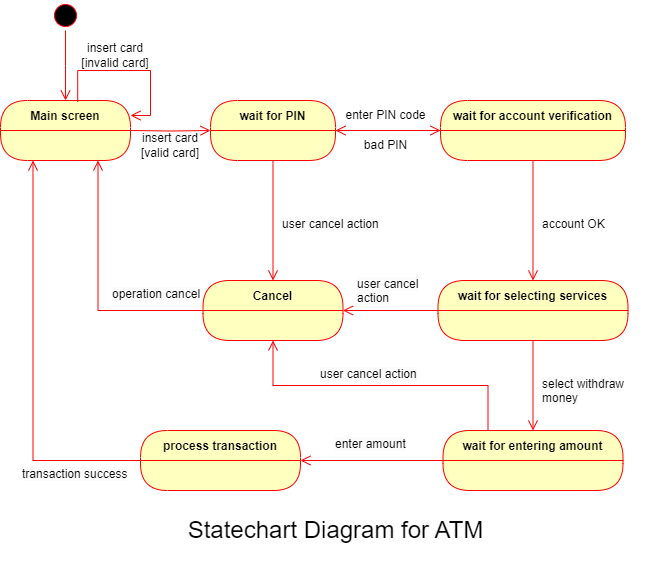 insert card
[invalid card]
Main screen
wait for PIN
enter PIN code
wait for account verification
insert card
[valid card]
bad PIN
user cancel action
account OK
operation cancel
Cancel
user cancel
action
wait for selecting services
user cancel action
select withdraw
money
process transaction
enter amount
wait for entering amount
transaction success
Statechart Diagram for ATM